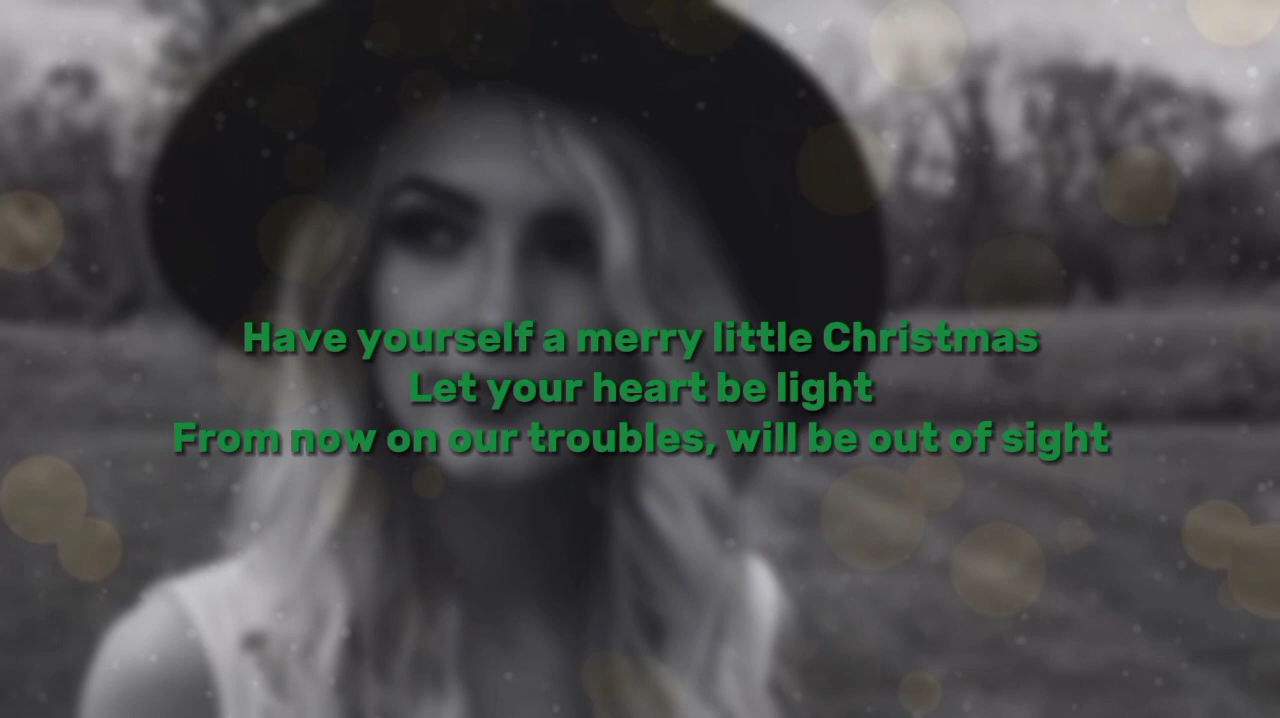 Have yourself a merry little Christmas
Let your heart be light
From now on our troubles, will be out of sight